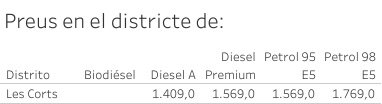 Preus en el districte de:
Diesel Petrol 95 Petrol 98
Distrito Biodiésel Diesel A Premium E5 E5
Les Corts 1.409,0 1.569,0 1.569,0 1.769,0